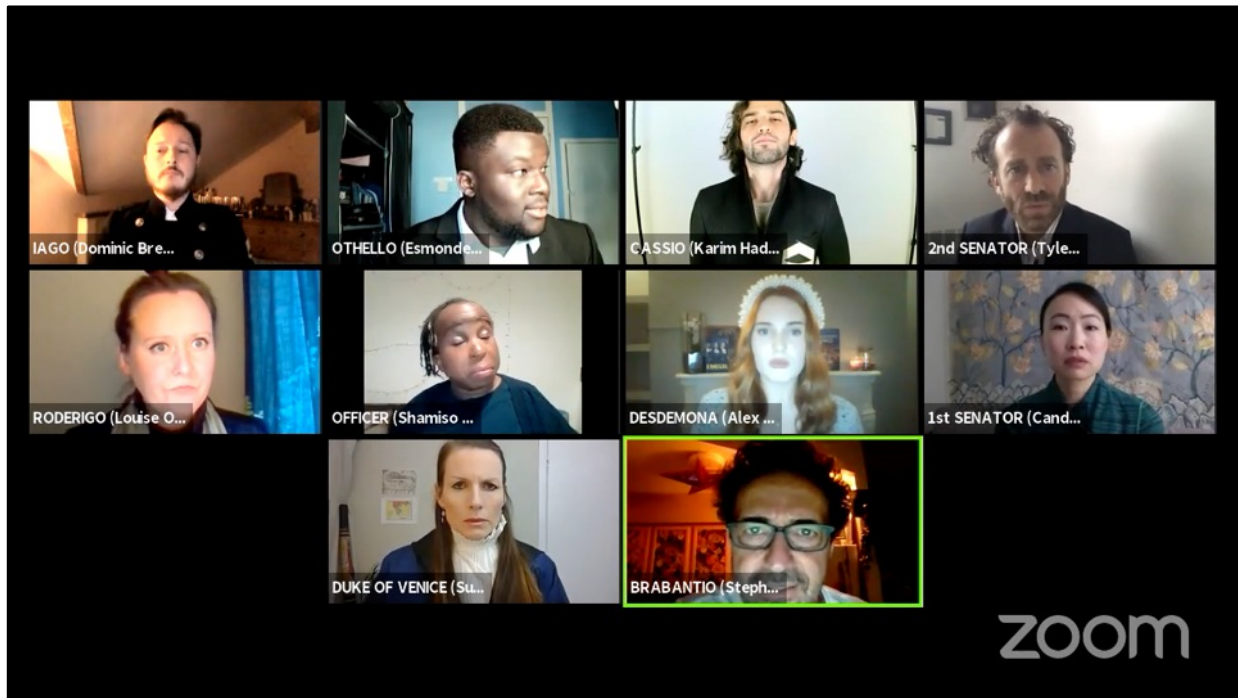 IAGO (Dominic Bre...
OTHELLO (Esmonde...
CASSIO (Karim Had...
2nd SENATOR (Tyle...
RODERIGO (Louise O...
OFFICER (Shamiso ...
DESDEMONA (Alex ...
1st SENATOR (Cand...
DUKE OF VENICE (Su...
BRABANTIO (Steph...
zoom